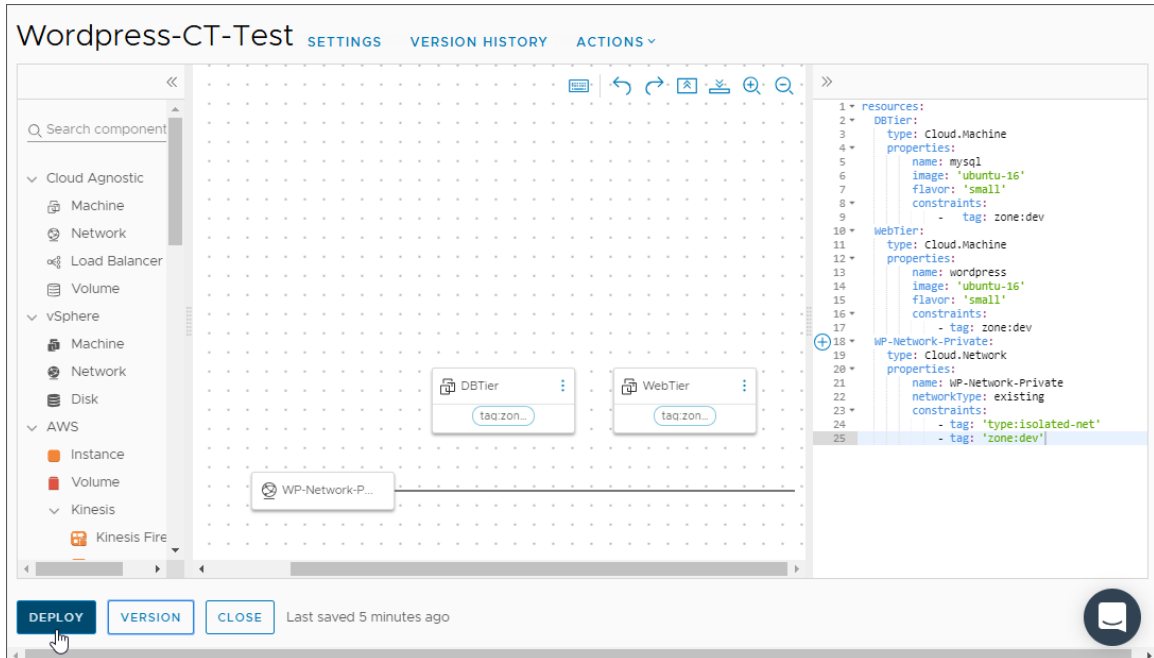 Wordpress-CT-Test SETTINGS VERSION HISTORY ACTIONS
Search component
Cloud Agnostic
Machine
Network
Load Balancer
Volume
vSphere
Machine
Network
Disk
AWS
Instance
Volume
Kinesis
Kinesis Fire
DBTier
tag:zon...
WebTier
tag:zon...
WP-Network-P...
1 resources:
2 DBTier:
3 type: Cloud.Machine
4 properties:
5 name: mysql
6 image: 'ubuntu-16'
7 flavor: 'small'
8 constraints:
9 - tag: zone:dev
10 WebTier:
11 type: Cloud.Machine
12 properties:
13 name: wordpress
14 image: 'ubuntu-16'
15 flavor: 'small'
16 constraints:
17 - tag: zone:dev
18 WP-Network-Private:
19 type: Cloud.Network
20 properties:
21 name: WP-Network-Private
22 networkType: existing
23 constraints:
24 - tag: 'type:isolated-net'
25 - tag: 'zone:dev'
DEPLOY VERSION CLOSE Last saved 5 minutes ago